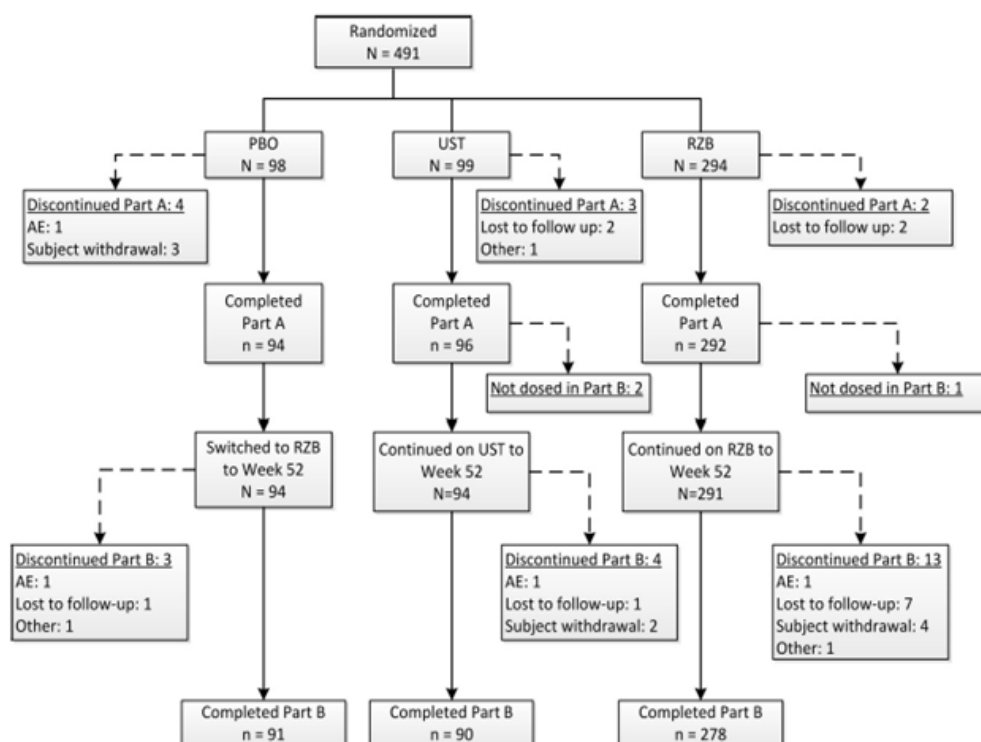 Randomized
N = 491
PBO
N = 98
UST
N = 99
RZB
N = 294
Discontinued Part A: 4
AE: 1
Subject withdrawal: 3
Discontinued Part A: 3
Lost to follow up: 2
Other: 1
Discontinued Part A: 2
Lost to follow up: 2
Completed
Part A
n = 94
Completed
Part A
n = 96
Completed
Part A
n = 292
Not dosed in Part B: 2
Not dosed in Part B: 1
Switched to RZB
to Week 52
N = 94
Continued on UST to
Week 52
N=94
Continued on RZB to
Week 52
N=291
Discontinued Part B: 3
AE: 1
Lost to follow-up: 1
Other: 1
Discontinued Part B: 4
AE: 1
Lost to follow-up: 1
Subject withdrawal: 2
Discontinued Part B: 13
AE: 1
Lost to follow-up: 7
Subject withdrawal: 4
Other: 1
Completed Part B
n = 91
Completed Part B
n = 90
Completed Part B
n = 278